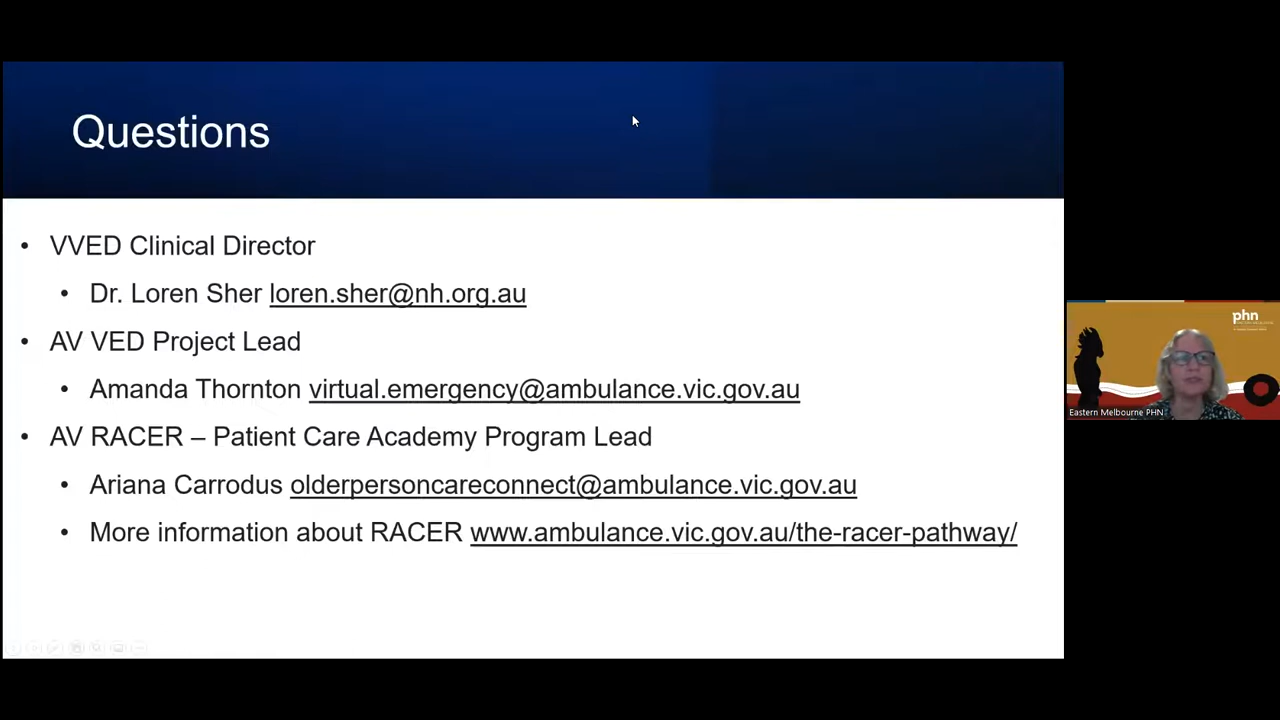 Questions
• VVED Clinical Director
• Dr. Loren Sher loren.sher@nh.org.au
• AV VED Project Lead
• Amanda Thornton virtual.emergency@ambulance.vic.gov.au
• AV RACER – Patient Care Academy Program Lead
• Ariana Carrodus olderpersoncareconnect@ambulance.vic.gov.au
• More information about RACER www.ambulance.vic.gov.au/the-racer-pathway/
phn
Eastern Melbourne PHN